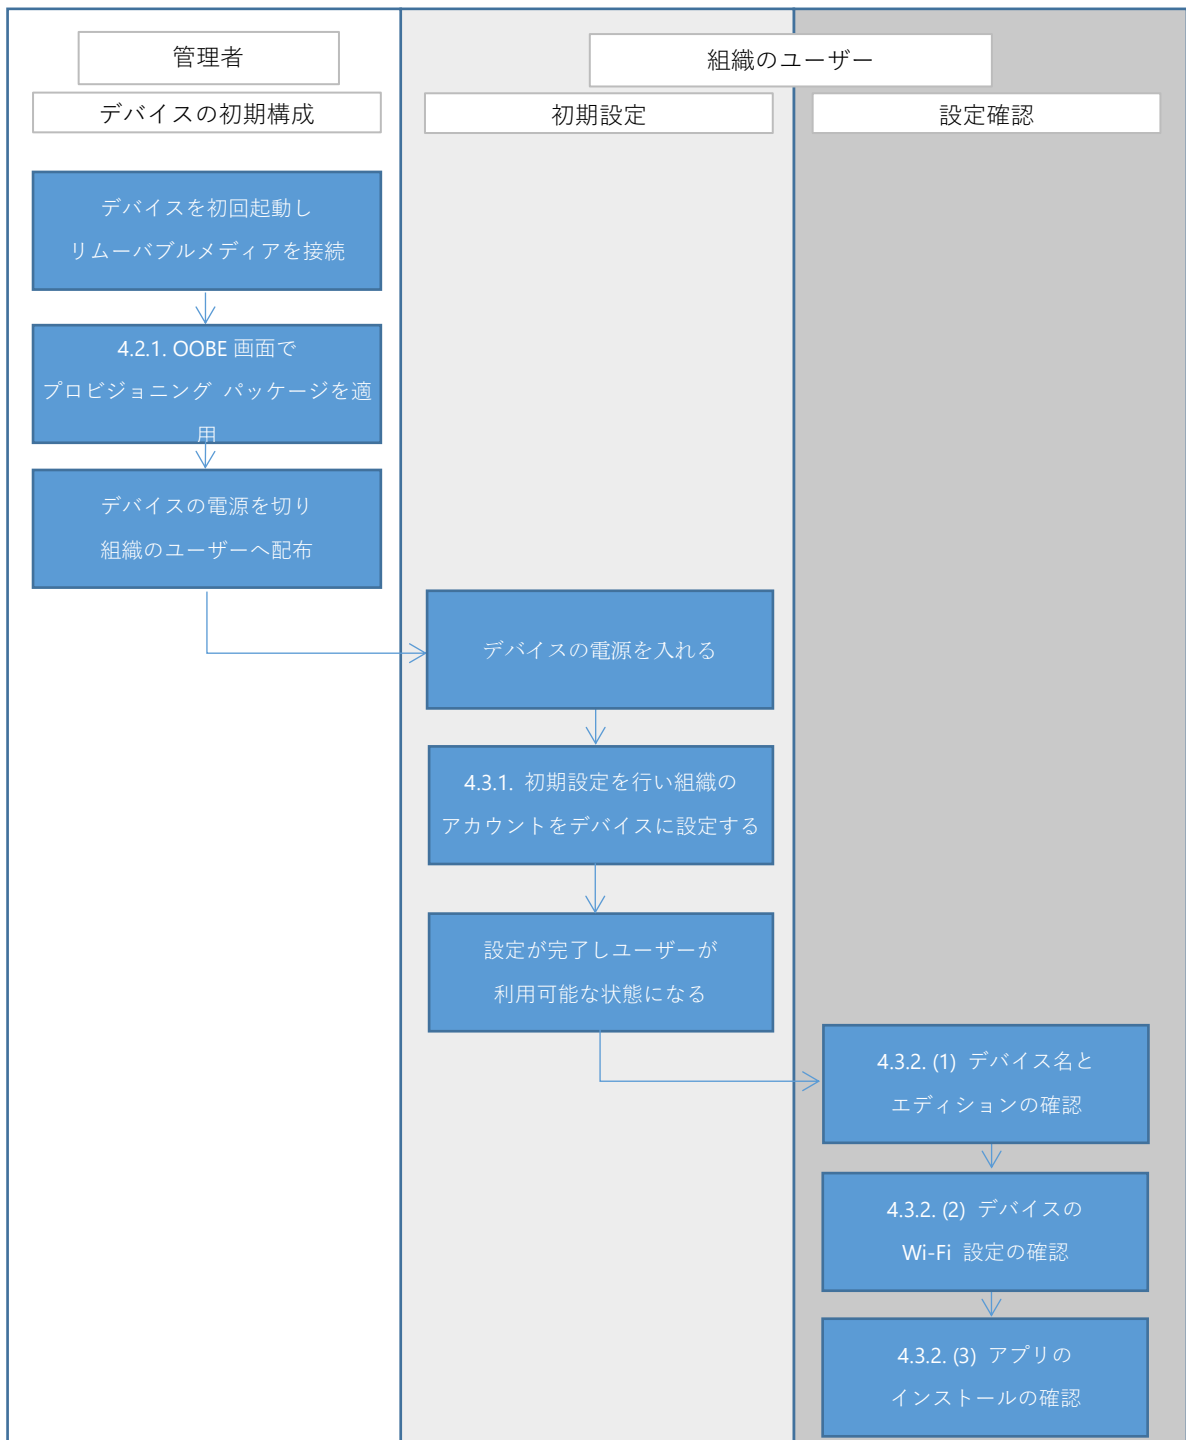 管理者
組織のユーザー
デバイスの初期構成
初期設定
設定確認
デバイスを初回起動し
リムーバブルメディアを接続
4.2.1. OOBE 画面で
プロビジョニング パッケージを適
用
デバイスの電源を切り
組織のユーザーへ配布
デバイスの電源を入れる
4.3.1. 初期設定を行い組織の
アカウントをデバイスに設定する
設定が完了しユーザーが
利用可能な状態になる
4.3.2. (1) デバイス名と
エディションの確認
4.3.2. (2) デバイスの
Wi-Fi 設定の確認
4.3.2. (3) アプリの
インストールの確認